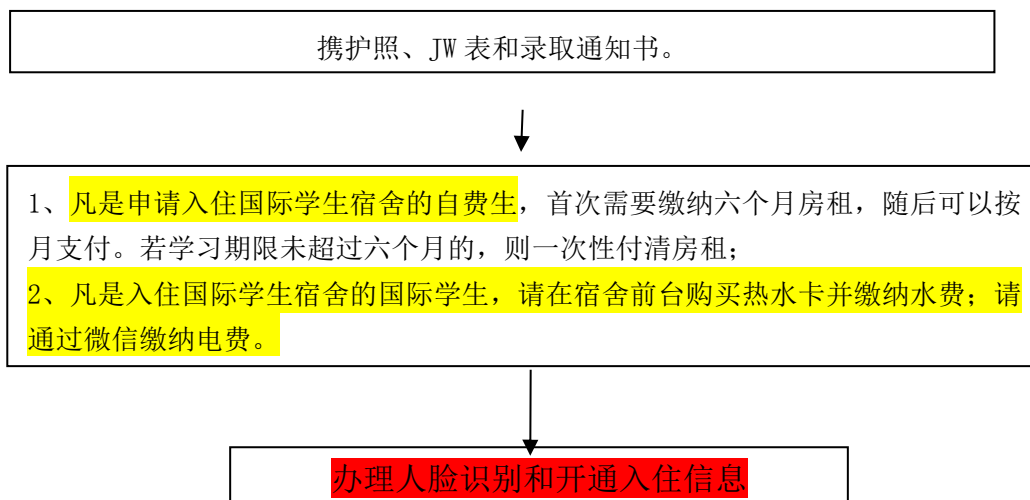 携护照、JW 表和录取通知书。
1、凡是申请入住国际学生宿舍的自费生，首次需要缴纳六个月房租，随后可以按
月支付。若学习期限未超过六个月的，则一次性付清房租；
2、凡是入住国际学生宿舍的国际学生，请在宿舍前台购买热水卡并缴纳水费；请
通过微信缴纳电费。
办理人脸识别和开通入住信息